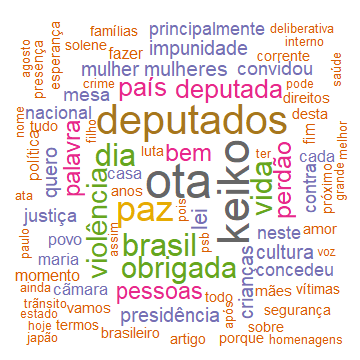 famílias
principalmente
deliberativa
solene
fazer
impunidade
interno
agosto
presença
esperança
mulher
mulheres
convidou
corrente
saúde
crime
país
deputada
pode
mesa
direitos
nacional
deputados
desta
nome
tudo
política
quero
palavra
filho
dia
luta
bem
ter
fim
melhor
casa
ota
keiko
vida
perdão
contra
cada
próximo
grande
anos
ata
violência
paz
pois
lei
justiça
neste
amor
paulo
povo
assim
brasil
psb
crianças
cultura
voz
maria
obrigada
concedeu
momento
ainda
câmara
pessoas
todo
mães
vítimas
trânsito
vamos
presidência
após
segurança
estado
hoje
termos
brasileiro
sobre
japão
artigo
porque
homenagens